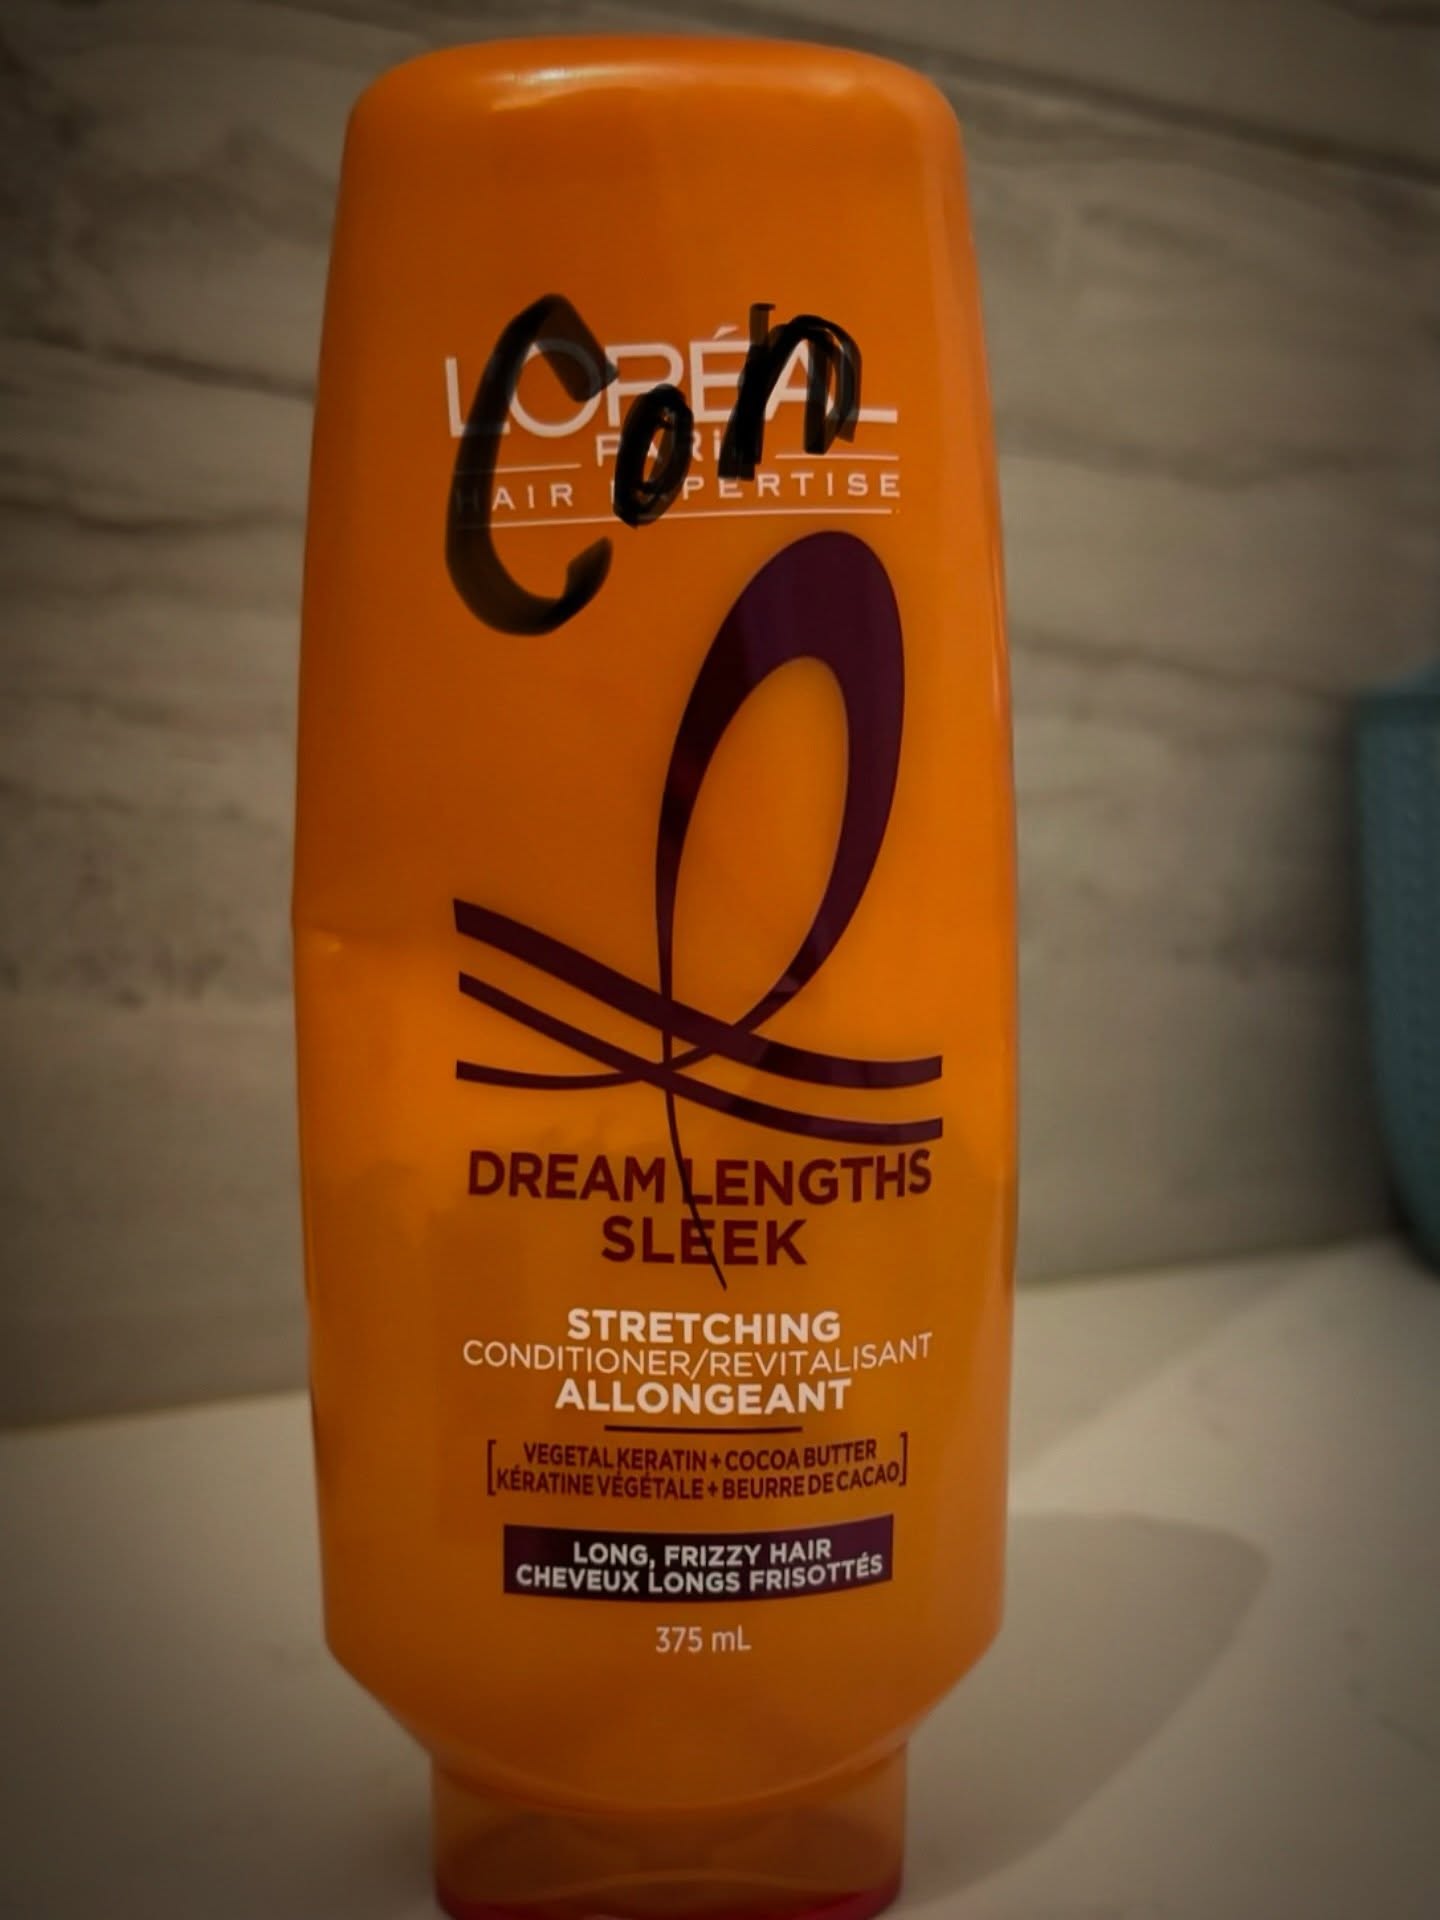 Con
L'ORÉAL
PARIS
HAIR EXPERTISE
DREAM LENGTHS
SLEEK
STRETCHING
CONDITIONER/REVITALISANT
ALLONGEANT
[VEGETAL KERATIN + COCOA BUTTER
KÉRATINE VÉGÉTALE + BEURRE DE CACAO]
LONG, FRIZZY HAIR
CHEVEUX LONGS FRISOTTÉS
375 mL